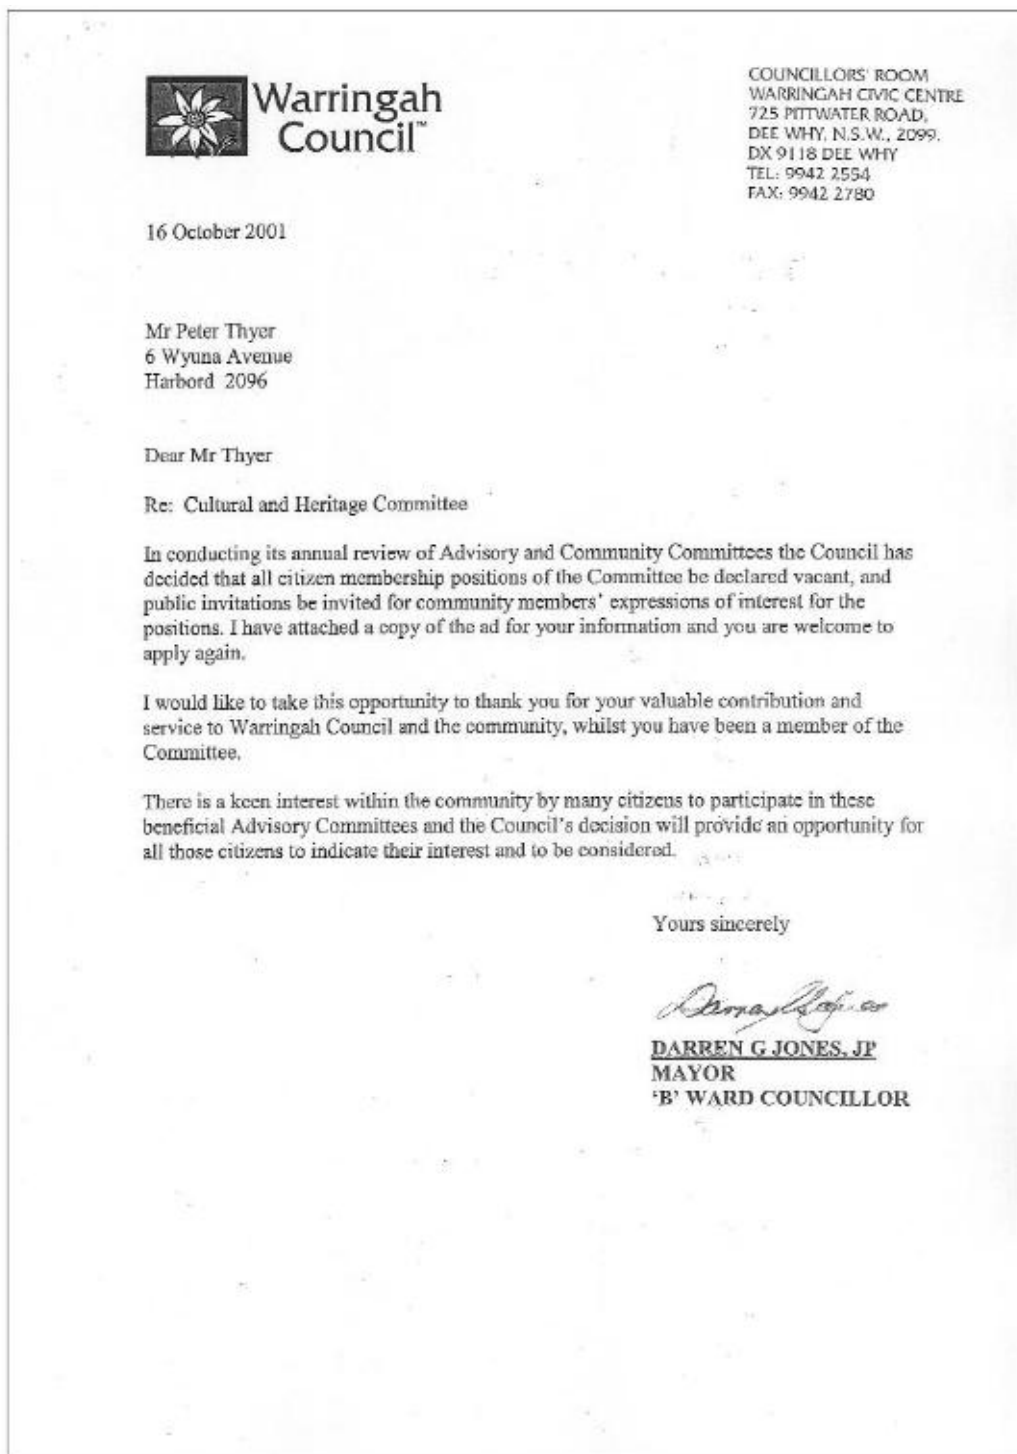 Warringah
Council™
COUNCILLORS' ROOM
WARRINGAH CIVIC CENTRE
725 PITTWATER ROAD,
DEE WHY, N.S.W., 2099.
DX 9118 DEE WHY
TEL: 9942 2554
FAX: 9942 2780
16 October 2001
Mr Peter Thyer
6 Wyuna Avenue
Harbord 2096
Dear Mr Thyer
Re: Cultural and Heritage Committee
In conducting its annual review of Advisory and Community Committees the Council has
decided that all citizen membership positions of the Committee be declared vacant, and
public invitations be invited for community members' expressions of interest for the
positions. I have attached a copy of the ad for your information and you are welcome to
apply again.
I would like to take this opportunity to thank you for your valuable contribution and
service to Warringah Council and the community, whilst you have been a member of the
Committee.
There is a keen interest within the community by many citizens to participate in these
beneficial Advisory Committees and the Council's decision will provide an opportunity for
all those citizens to indicate their interest and to be considered.
Yours sincerely
DARREN G JONES, JP
MAYOR
'B' WARD COUNCILLOR